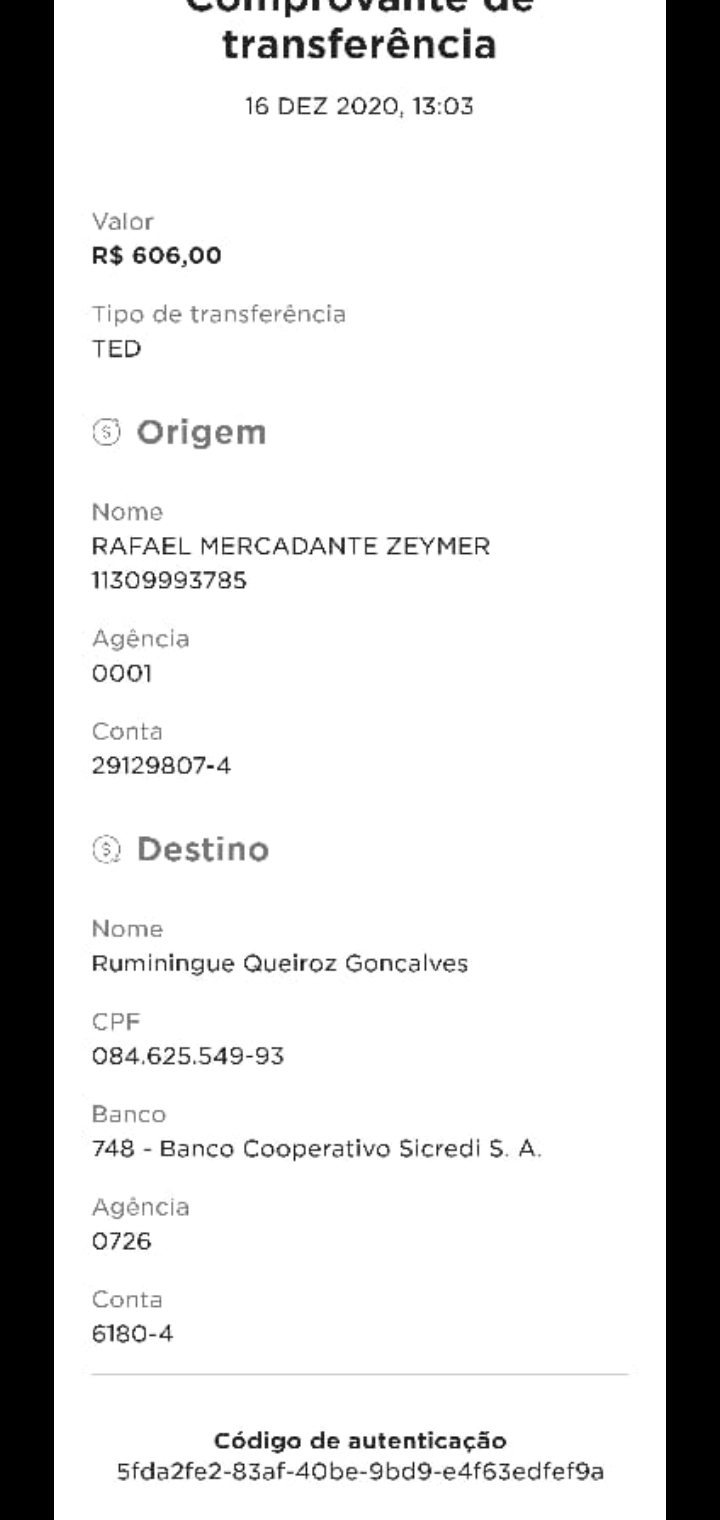 Comprovante de
transferência
16 DEZ 2020, 13:03
Valor
R$ 606,00
Tipo de transferência
TED
Origem
Nome
RAFAEL MERCADANTE ZEYMER
11309993785
Agência
0001
Conta
29129807-4
Destino
Nome
Ruminingue Queiroz Goncalves
CPF
084.625.549-93
Banco
748 - Banco Cooperativo Sicredi S. A.
Agência
0726
Conta
6180-4
Código de autenticação
5fda2fe2-83af-40be-9bd9-e4f63edfef9a